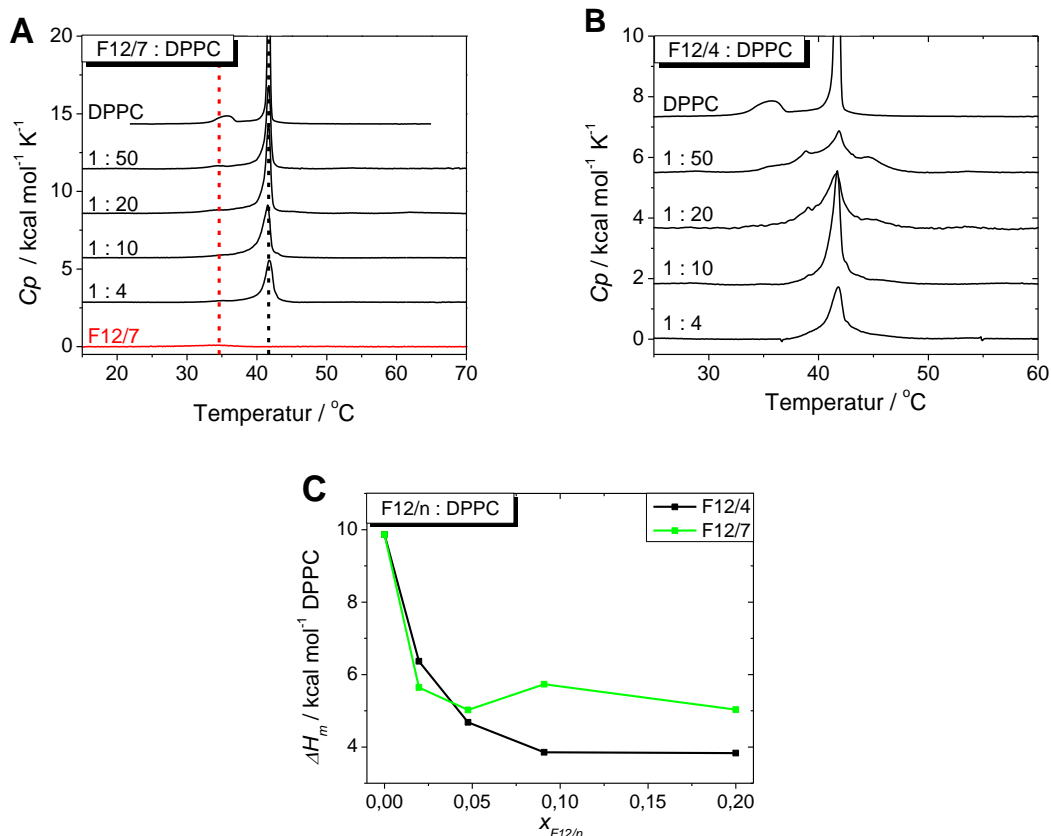 A
F12/7 : DPPC
20
15
10
5
0
Cp / kcal mol⁻¹ K⁻¹
DPPC
1 : 50
1 : 20
1 : 10
1 : 4
F12/7
20 30 40 50 60 70
Temperatur / °C
B
F12/4 : DPPC
10
8
6
4
2
0
Cp / kcal mol⁻¹ K⁻¹
DPPC
1 : 50
1 : 20
1 : 10
1 : 4
30 40 50 60
Temperatur / °C
C
F12/n : DPPC
F12/4
F12/7
10
8
6
4
ΔHm / kcal mol⁻¹ DPPC
0,00 0,05 0,10 0,15 0,20
xF12/n